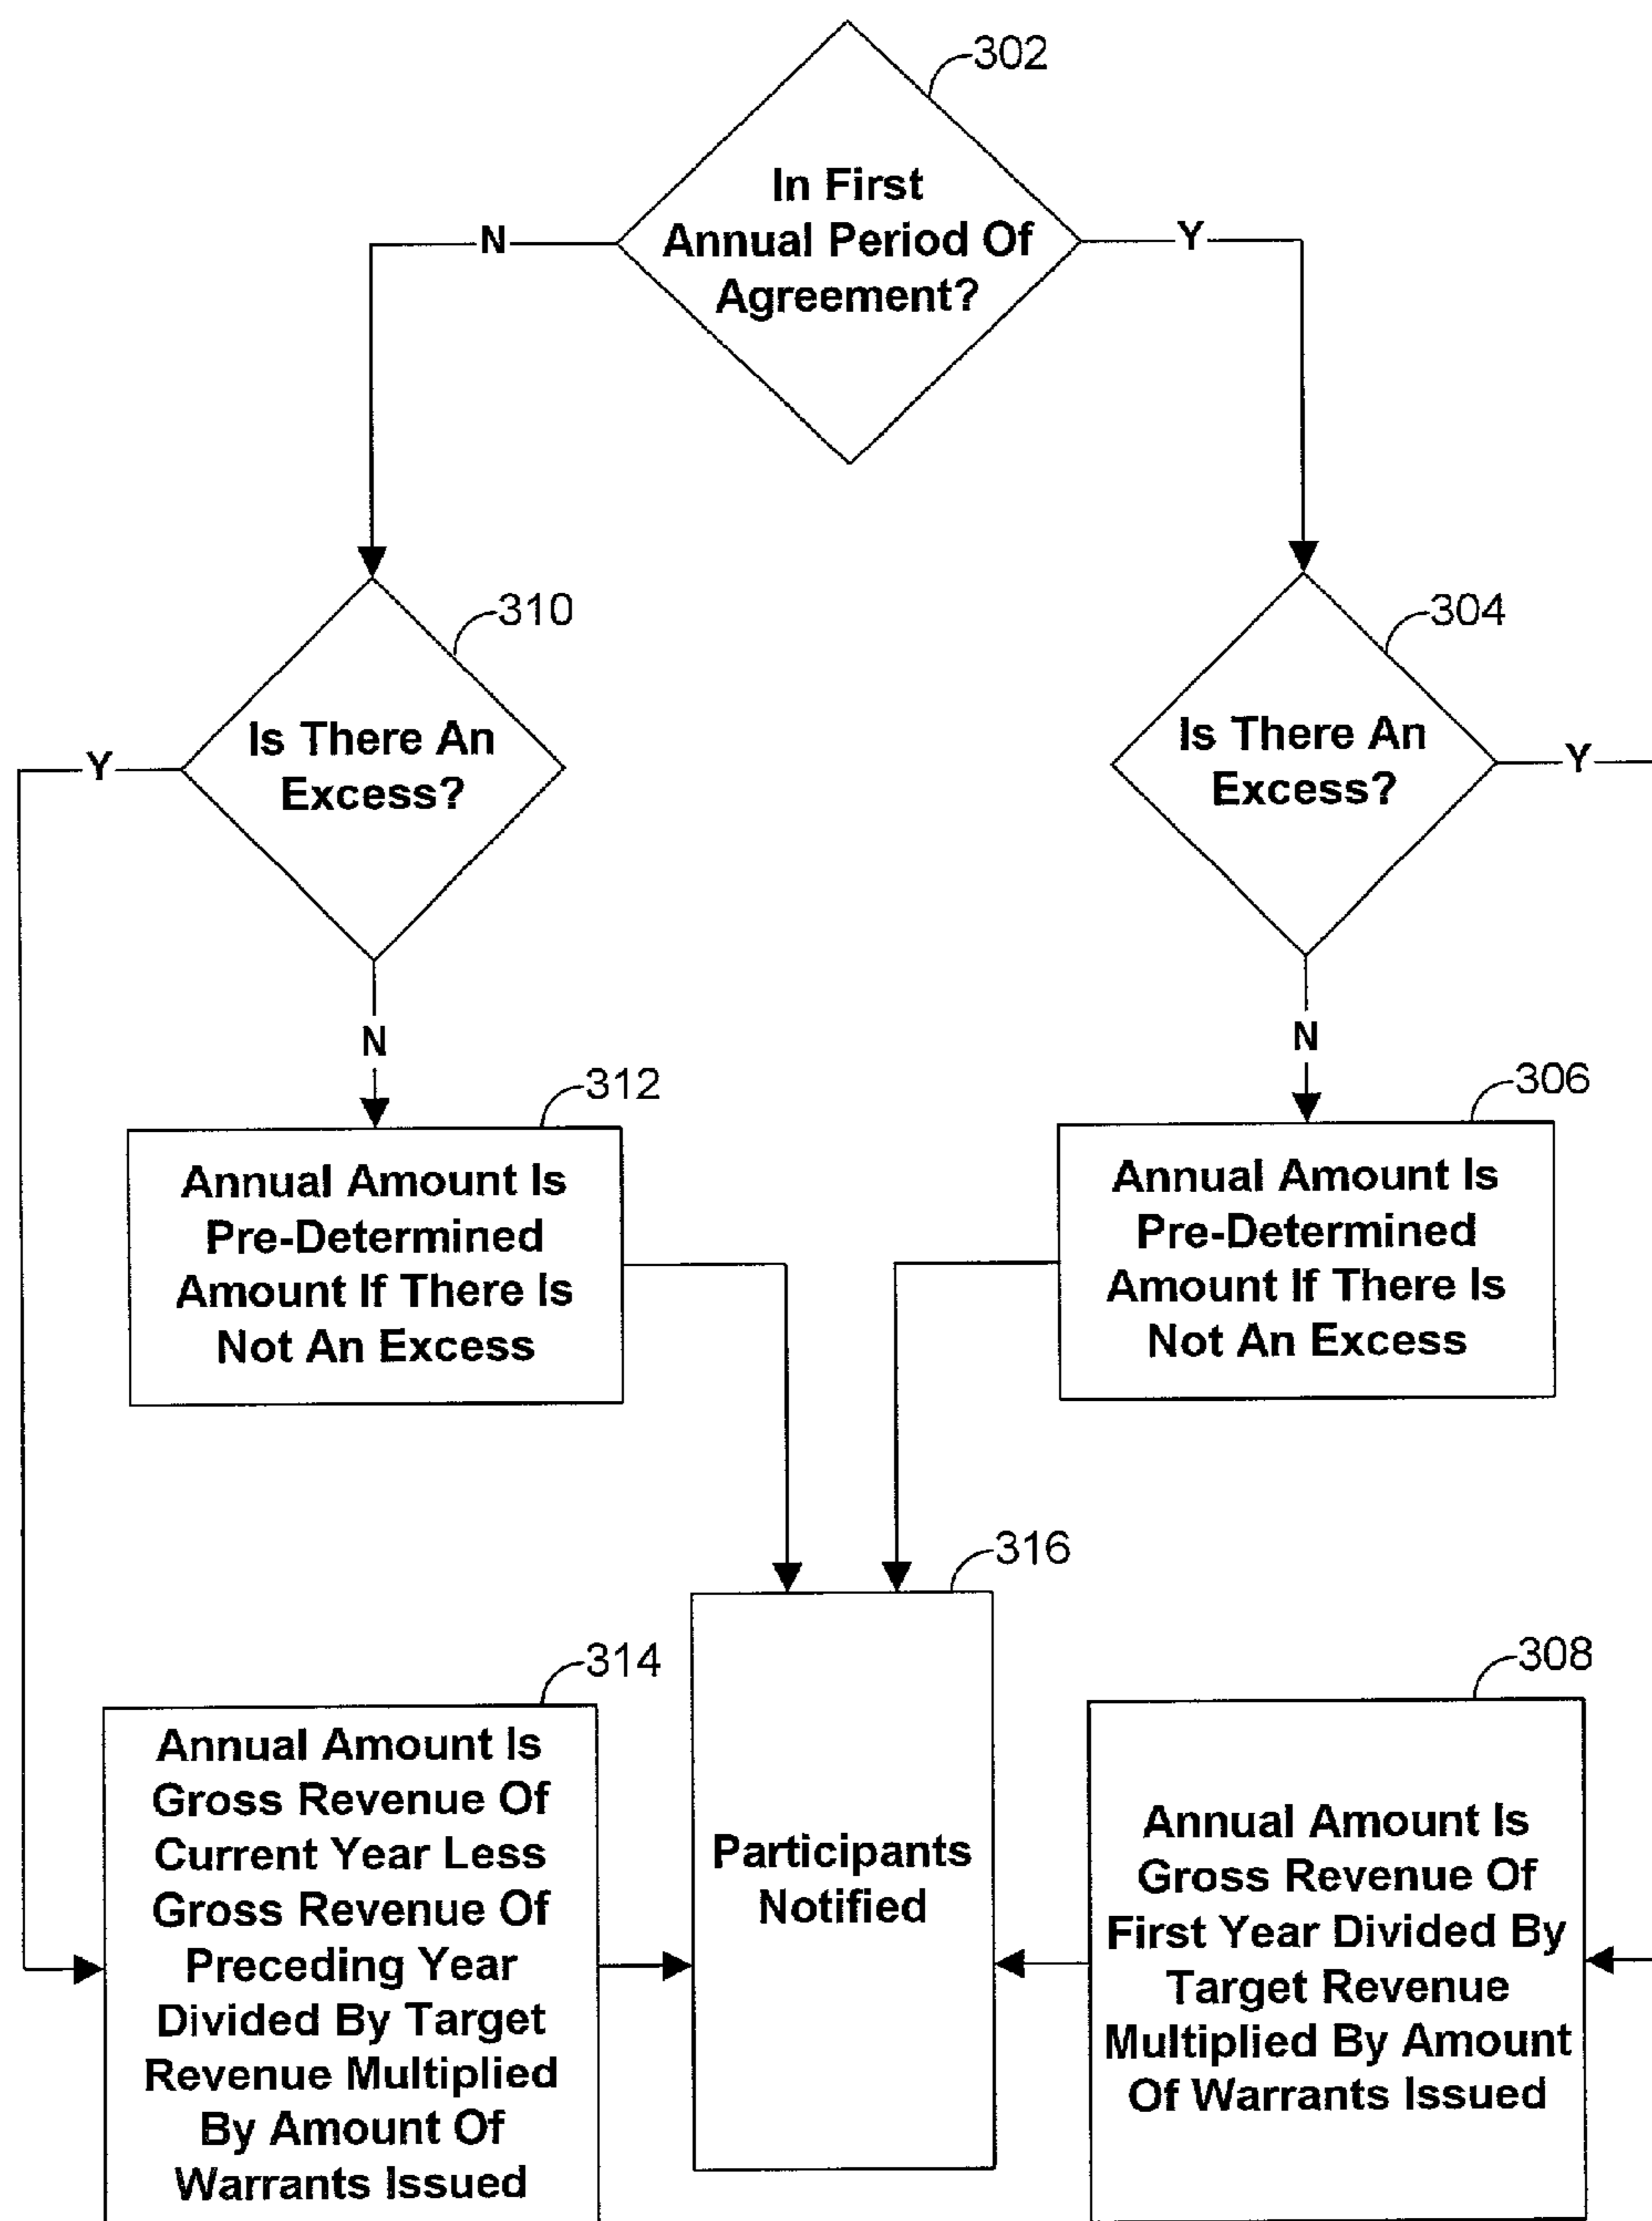 302
In First
Annual Period Of
Agreement?
N
Y
310
304
Is There An
Excess?
Is There An
Excess?
Y
Y
N
N
312
306
Annual Amount Is
Pre-Determined
Amount If There Is
Not An Excess
Annual Amount Is
Pre-Determined
Amount If There Is
Not An Excess
316
314
308
Annual Amount Is
Gross Revenue Of
Current Year Less
Gross Revenue Of
Preceding Year
Divided By Target
Revenue Multiplied
By Amount Of
Warrants Issued
Participants
Notified
Annual Amount Is
Gross Revenue Of
First Year Divided By
Target Revenue
Multiplied By Amount
Of Warrants Issued